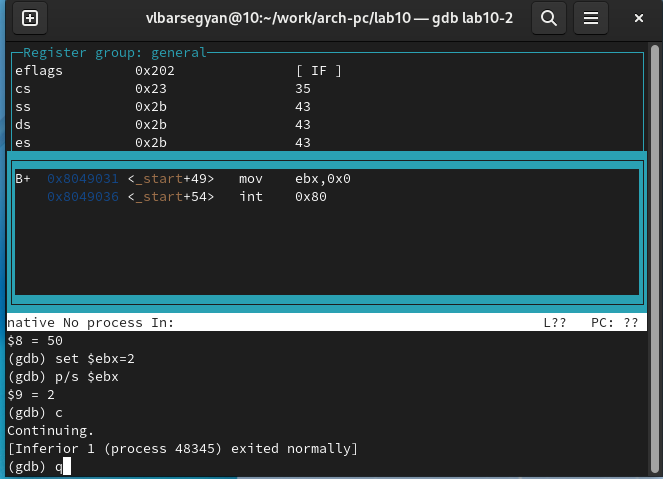 vlbarsegyan@10:~/work/arch-pc/lab10 — gdb lab10-2
Register group: general
eflags 0x202 [ IF ]
cs 0x23 35
ss 0x2b 43
ds 0x2b 43
es 0x2b 43
B+ 0x8049031 <_start+49> mov ebx,0x0
0x8049036 <_start+54> int 0x80
native No process In: L?? PC: ??
$8 = 50
(gdb) set $ebx=2
(gdb) p/s $ebx
$9 = 2
(gdb) c
Continuing.
[Inferior 1 (process 48345) exited normally]
(gdb) q